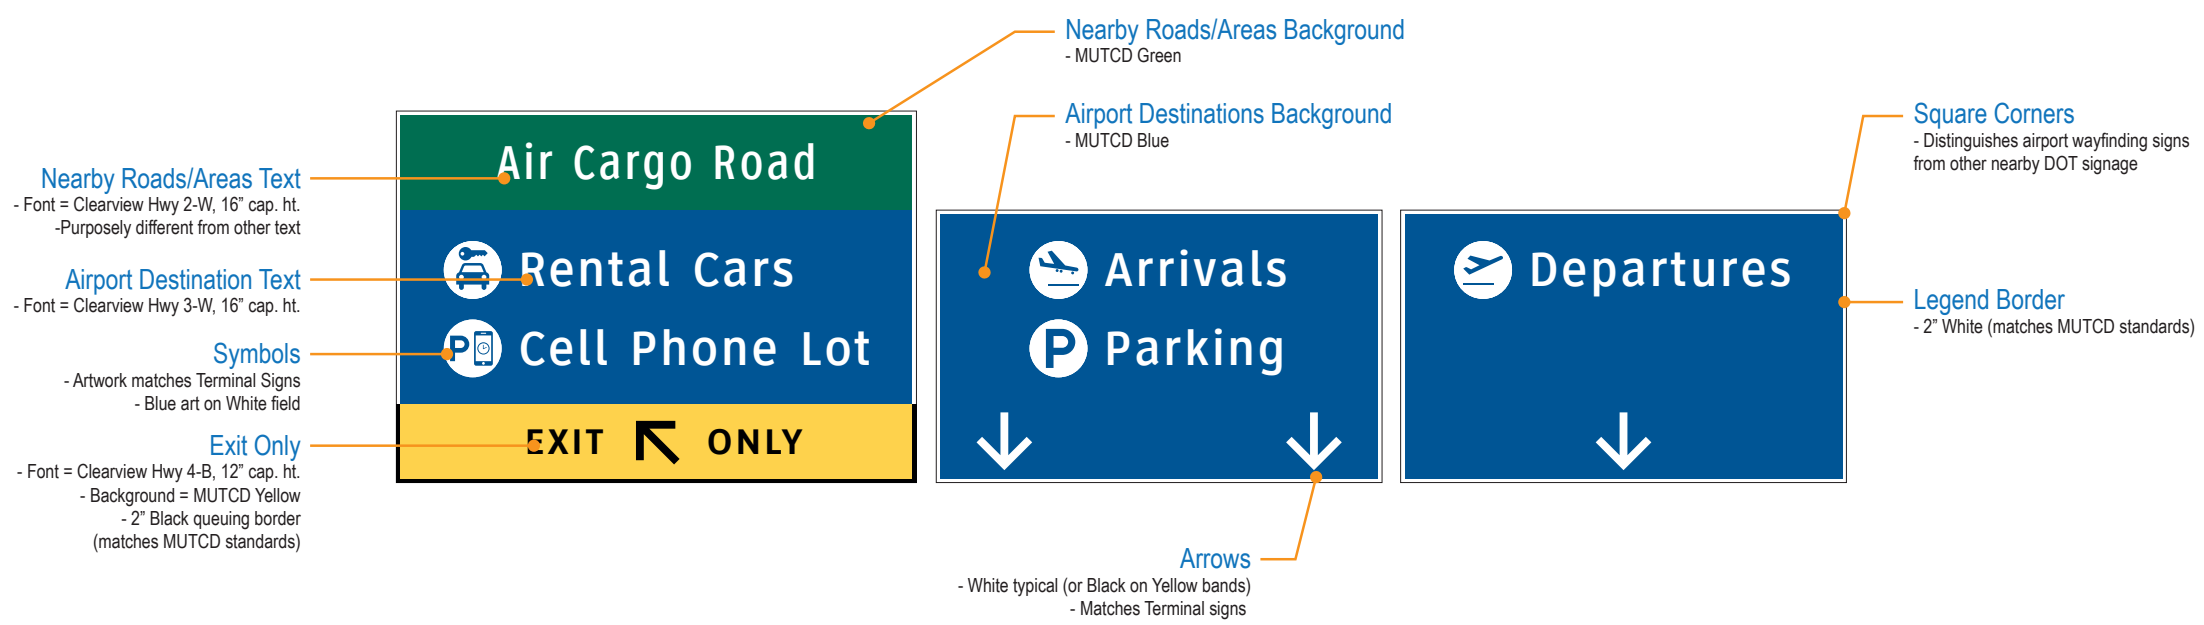 Nearby Roads/Areas Background
- MUTCD Green
Airport Destinations Background
- MUTCD Blue
Square Corners
- Distinguishes airport wayfinding signs
from other nearby DOT signage
Legend Border
- 2” White (matches MUTCD standards)
Nearby Roads/Areas Text
- Font = Clearview Hwy 2-W, 16” cap. ht.
-Purposely different from other text
Airport Destination Text
- Font = Clearview Hwy 3-W, 16” cap. ht.
Symbols
- Artwork matches Terminal Signs
- Blue art on White field
Exit Only
- Font = Clearview Hwy 4-B, 12” cap. ht.
- Background = MUTCD Yellow
- 2” Black queuing border
(matches MUTCD standards)
Air Cargo Road
Rental Cars
P Cell Phone Lot
EXIT ONLY
Arrivals
P Parking
Departures
Arrows
- White typical (or Black on Yellow bands)
- Matches Terminal signs